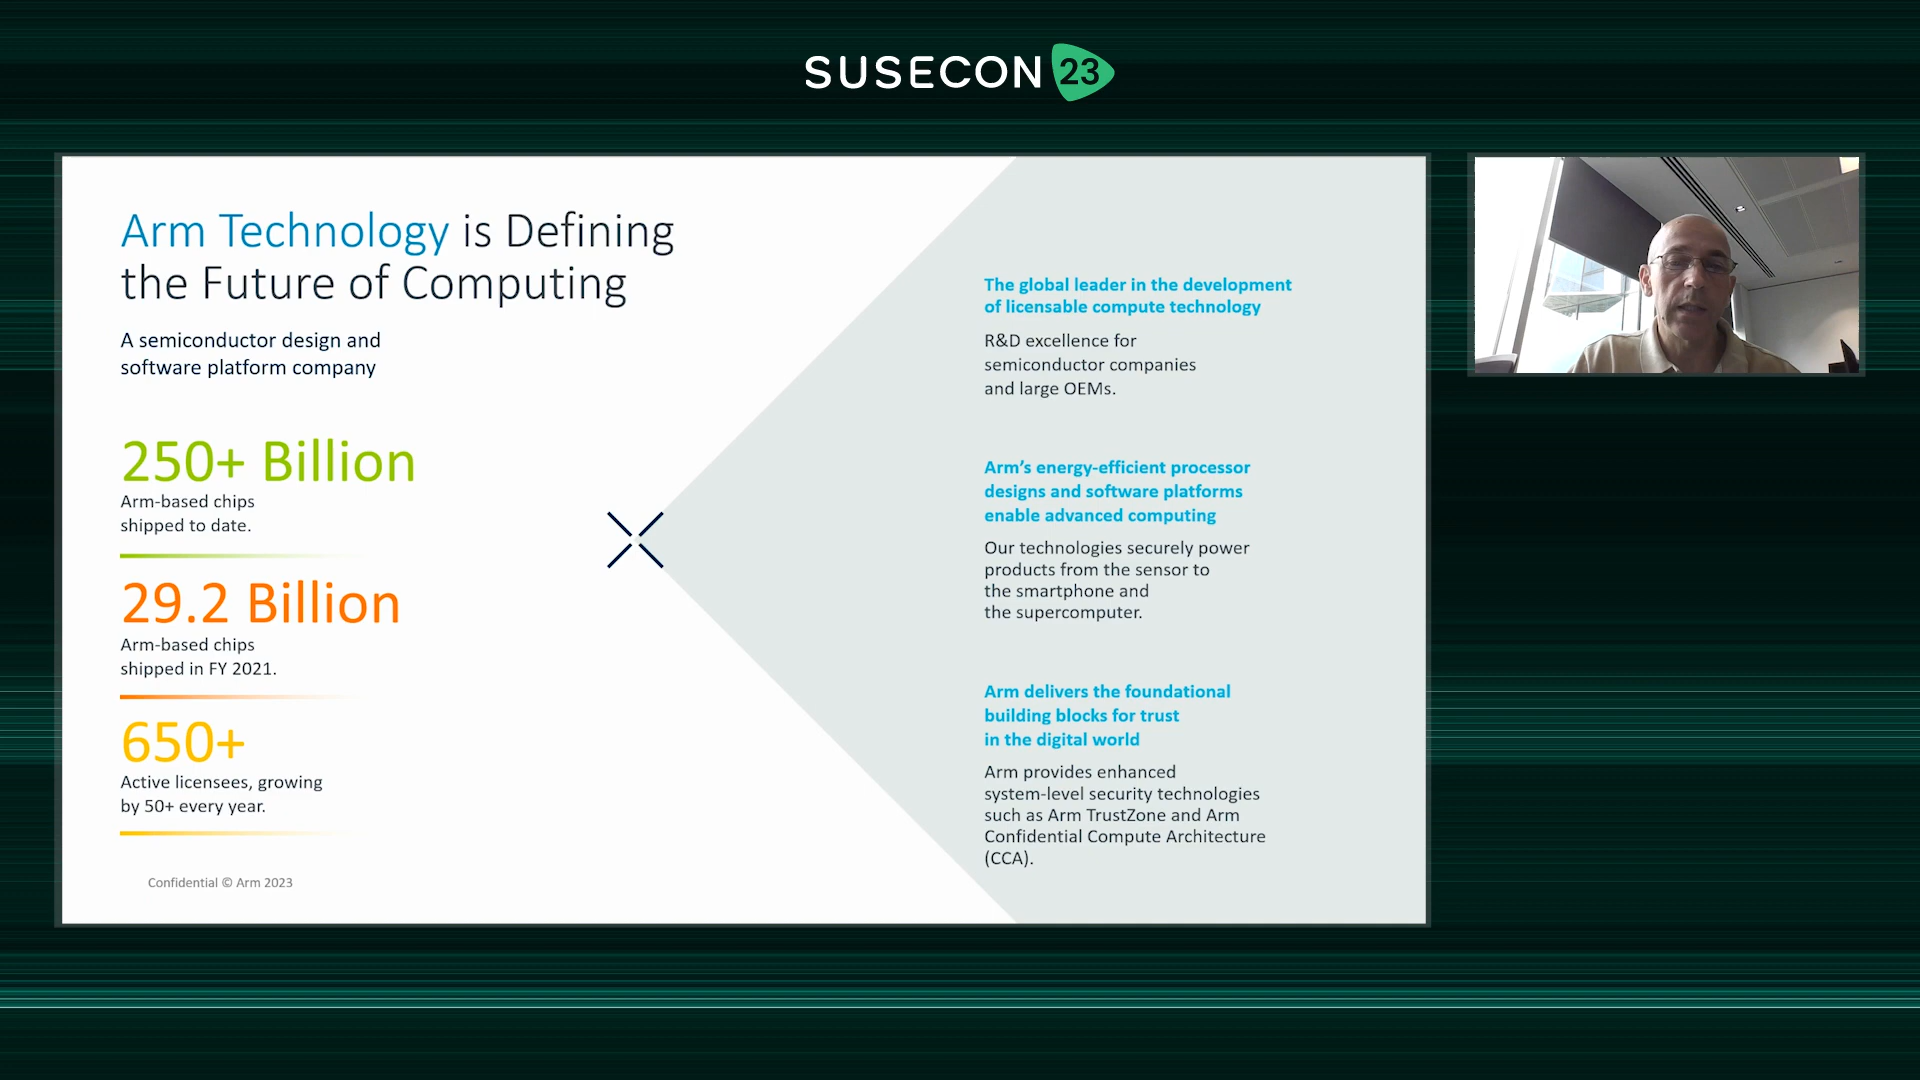 SUSECON 23
Arm Technology is Defining
the Future of Computing
A semiconductor design and
software platform company
250+ Billion
Arm-based chips
shipped to date.
29.2 Billion
Arm-based chips
shipped in FY 2021.
650+
Active licensees, growing
by 50+ every year.
Confidential © Arm 2023
The global leader in the development
of licensable compute technology
R&D excellence for
semiconductor companies
and large OEMs.
Arm’s energy-efficient processor
designs and software platforms
enable advanced computing
Our technologies securely power
products from the sensor to
the smartphone and
the supercomputer.
Arm delivers the foundational
building blocks for trust
in the digital world
Arm provides enhanced
system-level security technologies
such as Arm TrustZone and Arm
Confidential Compute Architecture
(CCA).